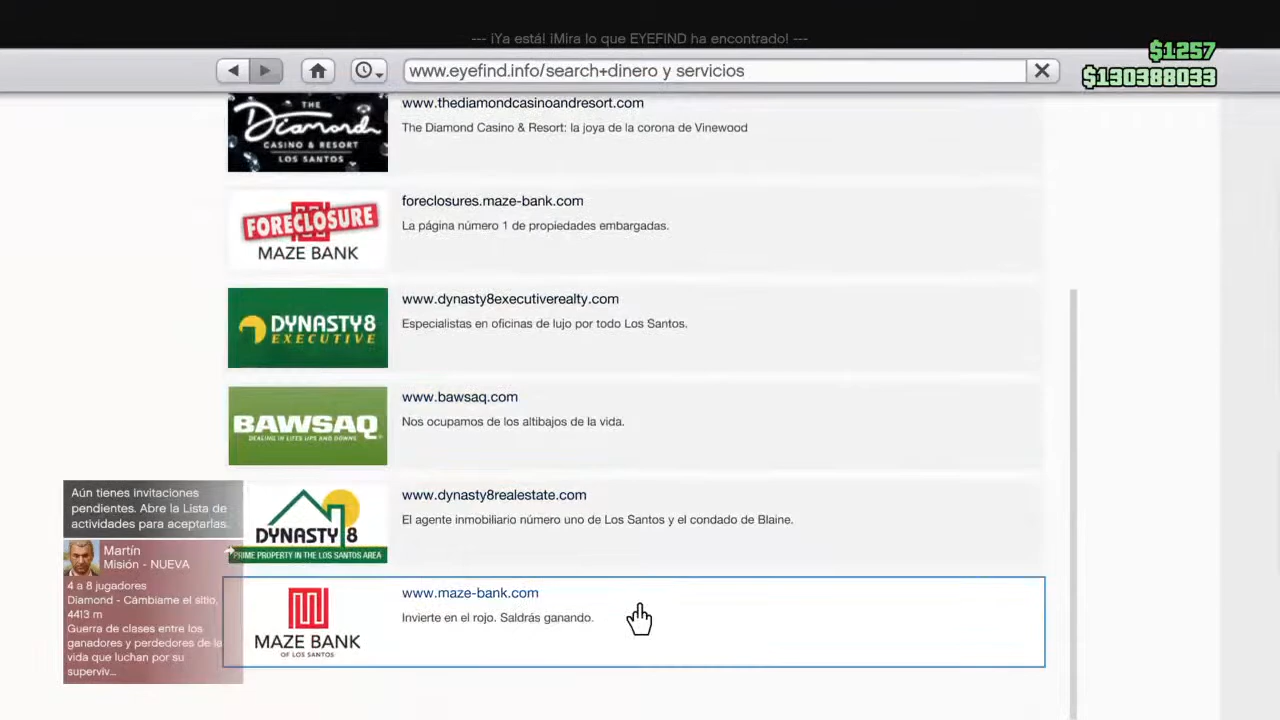 --- ¡Ya está! ¡Mira lo que EYEFIND ha encontrado! ---
$1257
www.eyefind.info/search+dinero y servicios
$130388033
THE
Diamond
CASINO & RESORT
LOS SANTOS
www.thediamondcasinoandresort.com
The Diamond Casino & Resort: la joya de la corona de Vinewood
FORECLOSURE
MAZE BANK
foreclosures.maze-bank.com
La página número 1 de propiedades embargadas.
DYNASTY8
EXECUTIVE
www.dynasty8executiverealty.com
Especialistas en oficinas de lujo por todo Los Santos.
BAWSAQ
DEALING IN LIFES UPS AND DOWNS
www.bawsaq.com
Nos ocupamos de los altibajos de la vida.
DYNASTY 8
PRIME PROPERTY IN THE LOS SANTOS AREA
www.dynasty8realestate.com
El agente inmobiliario número uno de Los Santos y el condado de Blaine.
MAZE BANK
OF LOS SANTOS
www.maze-bank.com
Invierte en el rojo. Saldrás ganando.
Aún tienes invitaciones
pendientes. Abre la Lista de
actividades para aceptarlas.
Martín
Misión - NUEVA
4 a 8 jugadores
Diamond - Cámbiame el sitio,
4413 m
Guerra de clases entre los
ganadores y perdedores de la
vida que luchan por su
superviv...